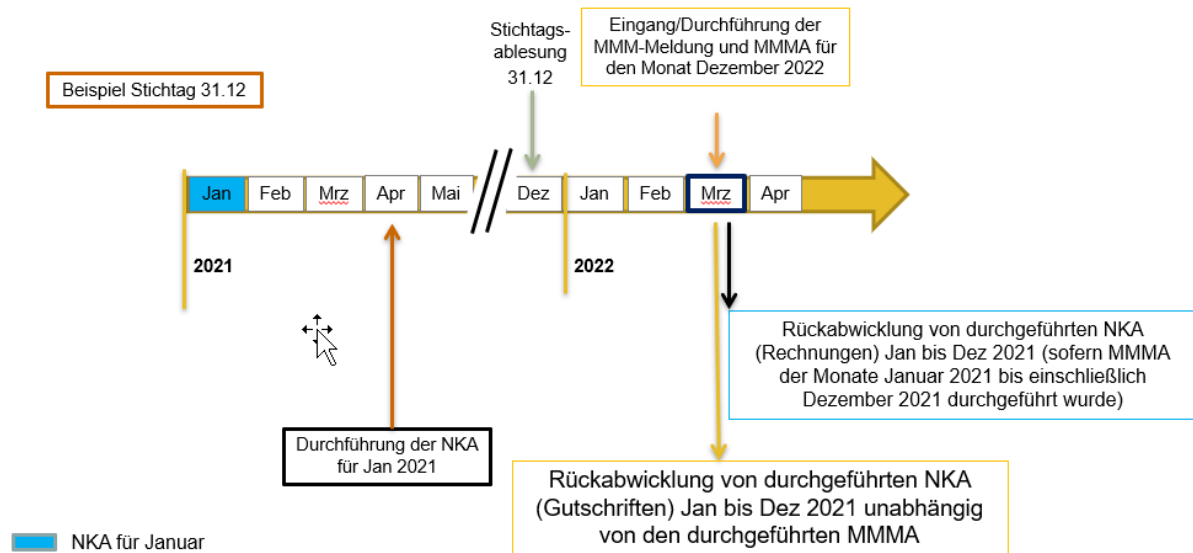 Stichtags-
ablesung
31.12
Eingang/Durchführung der
MMM-Meldung und MMMA für
den Monat Dezember 2022
Beispiel Stichtag 31.12
Jan Feb Mrz Apr Mai Dez Jan Feb Mrz Apr
2021
2022
Rückabwicklung von durchgeführten NKA
(Rechnungen) Jan bis Dez 2021 (sofern MMMA
der Monate Januar 2021 bis einschließlich
Dezember 2021 durchgeführt wurde)
Durchführung der NKA
für Jan 2021
Rückabwicklung von durchgeführten NKA
(Gutschriften) Jan bis Dez 2021 unabhängig
von den durchgeführten MMMA
NKA für Januar